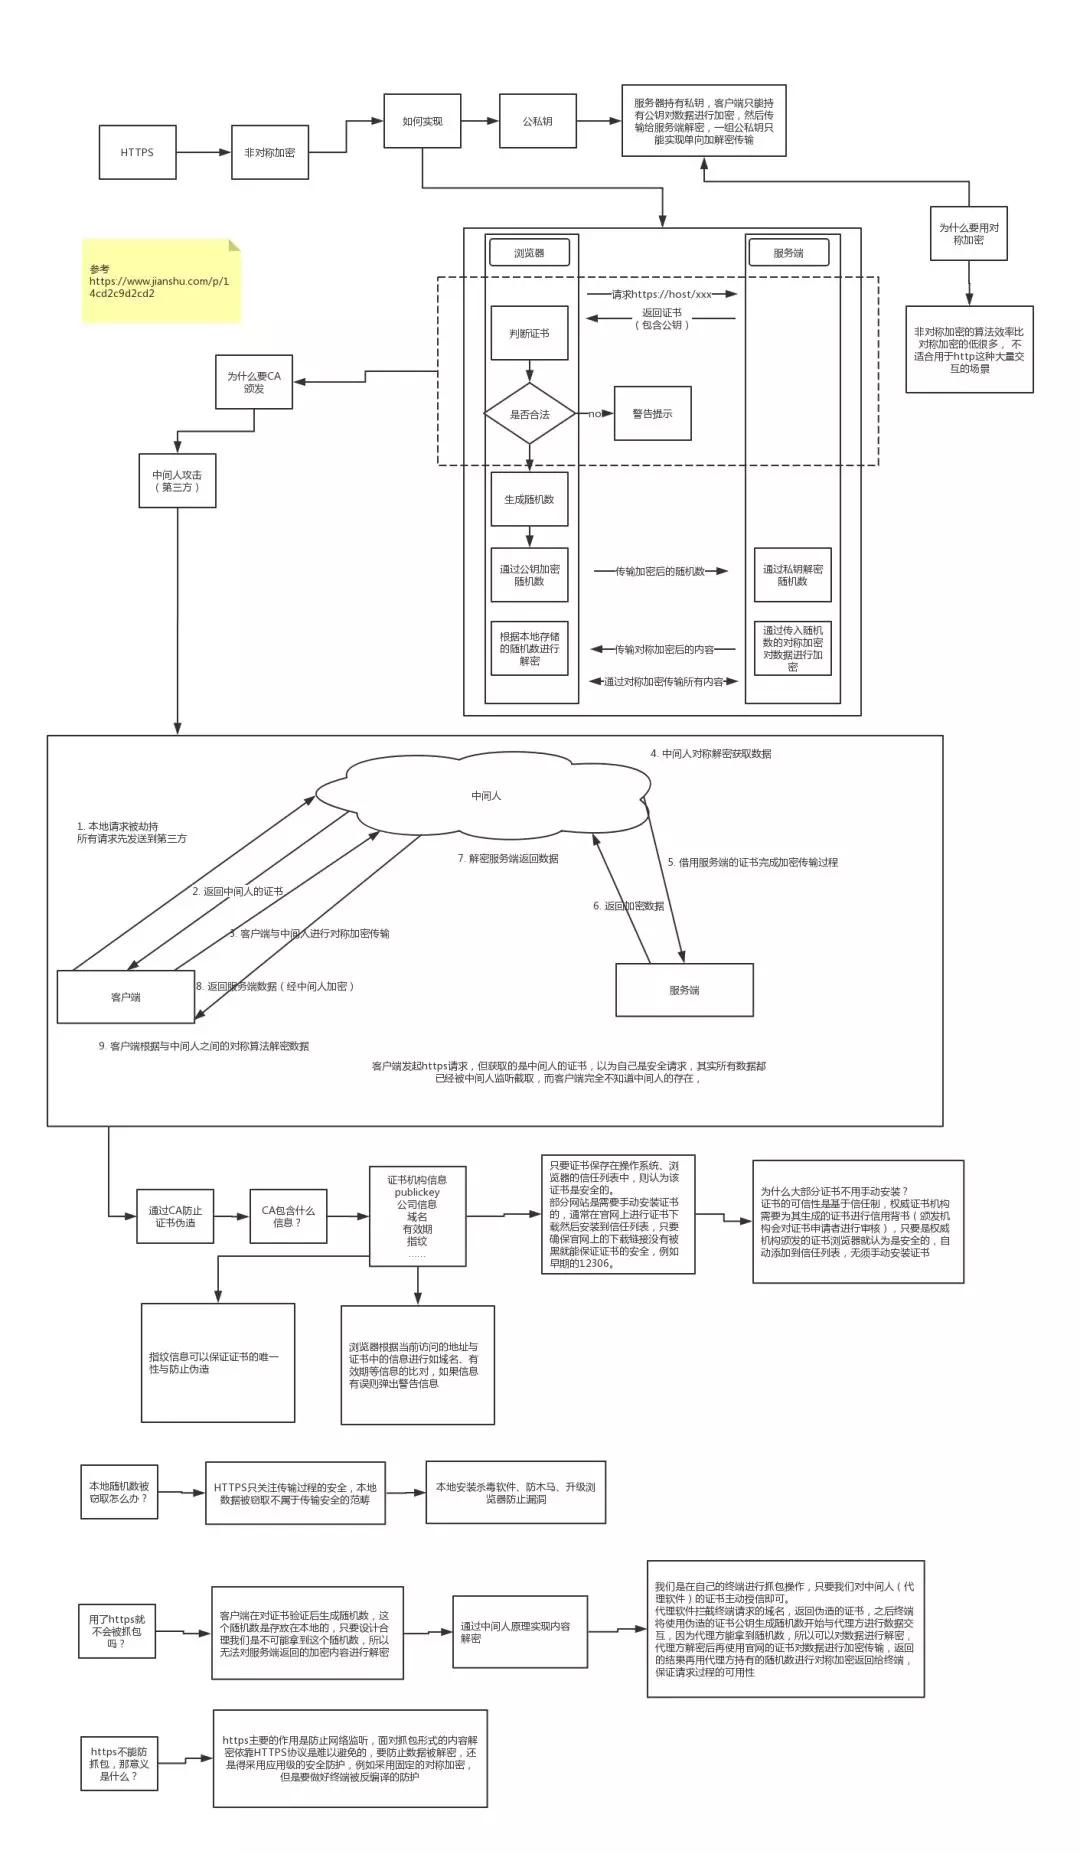 HTTPS
非对称加密
如何实现
公私钥
服务器持有私钥，客户端只能持
有公钥对数据进行加密，然后传
输给服务端解密，一组公私钥只
能实现单向加解密传输
为什么要用对
称加密
非对称加密的算法效率比
对称加密的低很多， 不
适合用于http这种大量交
互的场景
参考
https://www.jianshu.com/p/1
4cd2c9d2cd2
浏览器
服务端
请求https://host/xxx
返回证书
（包含公钥）
判断证书
是否合法
no
警告提示
生成随机数
通过公钥加密
随机数
传输加密后的随机数
通过私钥解密
随机数
根据本地存储
的随机数进行
解密
传输对称加密后的内容
通过传入随机
数的对称加密
对数据进行加
密
通过对称加密传输所有内容
为什么要CA
颁发
中间人攻击
（第三方）
4. 中间人对称解密获取数据
中间人
1. 本地请求被劫持
所有请求先发送到第三方
7. 解密服务端返回数据
5. 借用服务端的证书完成加密传输过程
2. 返回中间人的证书
6. 返回加密数据
3. 客户端与中间人进行对称加密传输
8. 返回服务端数据（经中间人加密）
客户端
服务端
9. 客户端根据与中间人之间的对称算法解密数据
客户端发起https请求，但获取的是中间人的证书，以为自己是安全请求，其实所有数据都
已经被中间人监听截取，而客户端完全不知道中间人的存在，
通过CA防止
证书伪造
CA包含什么
信息？
证书机构信息
publickey
公司信息
域名
有效期
指纹
……
只要证书保存在操作系统、浏
览器的信任列表中，则认为该
证书是安全的。
部分网站是需要手动安装证书
的，通常在官网上进行证书下
载然后安装到信任列表，只要
确保官网上的下载链接没有被
黑就能保证证书的安全，例如
早期的12306。
为什么大部分证书不用手动安装？
证书的可信性是基于信任制，权威证书机构
需要为其生成的证书进行信用背书（颁发机
构会对证书申请者进行审核），只要是权威
机构颁发的证书浏览器就认为是安全的，自
动添加到信任列表，无须手动安装证书
指纹信息可以保证证书的唯一
性与防止伪造
浏览器根据当前访问的地址与
证书中的信息进行如域名、有
效期等信息的比对，如果信息
有误则弹出警告信息
本地随机数被
窃取怎么办？
HTTPS只关注传输过程的安全，本地
数据被窃取不属于传输安全的范畴
本地安装杀毒软件、防木马、升级浏
览器防止漏洞
用了https就
不会被抓包
吗？
客户端在对证书验证后生成随机数，这
个随机数是存放在本地的，只要设计合
理我们是不可能拿到这个随机数，所以
无法对服务端返回的加密内容进行解密
通过中间人原理实现内容
解密
我们是在自己的终端进行抓包操作，只要我们对中间人（代
理软件）的证书主动授信即可。
代理软件拦截终端请求的域名，返回伪造的证书，之后终端
将使用伪造的证书公钥生成随机数开始与代理方进行数据交
互，因为代理方能拿到随机数，所以可以对数据进行解密，
代理方解密后再使用官网的证书对数据进行加密传输，返回
的结果再用代理方持有的随机数进行对称加密返回给终端，
保证请求过程的可用性
https不能防
抓包，那意义
是什么？
https主要的作用是防止网络监听，面对抓包形式的内容解
密依靠HTTPS协议是难以避免的，要防止数据被解密，还
是得采用应用级的安全防护，例如采用固定的对称加密，
但是要做好终端被反编译的防护